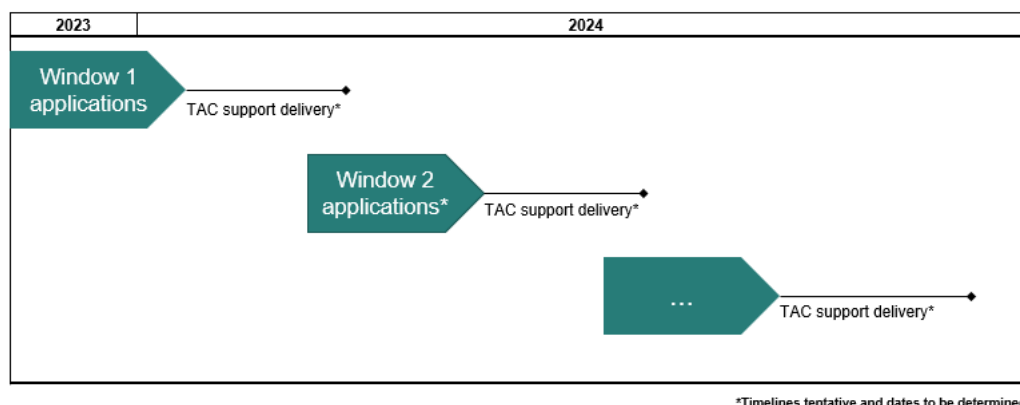 2023
2024
Window 1
applications
TAC support delivery*
Window 2
applications*
TAC support delivery*
...
TAC support delivery*
*Timelines tentative and dates to be determined